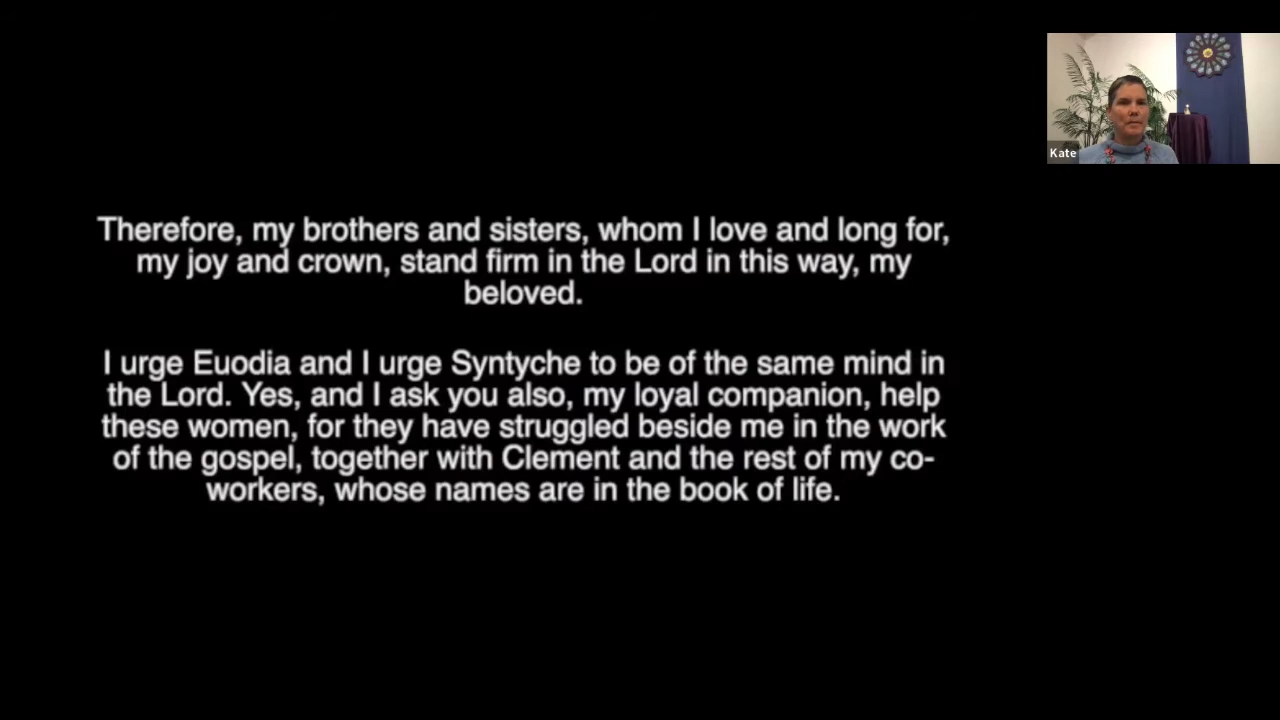 Kate
Therefore, my brothers and sisters, whom I love and long for,
my joy and crown, stand firm in the Lord in this way, my
beloved.
I urge Euodia and I urge Syntyche to be of the same mind in
the Lord. Yes, and I ask you also, my loyal companion, help
these women, for they have struggled beside me in the work
of the gospel, together with Clement and the rest of my co-
workers, whose names are in the book of life.